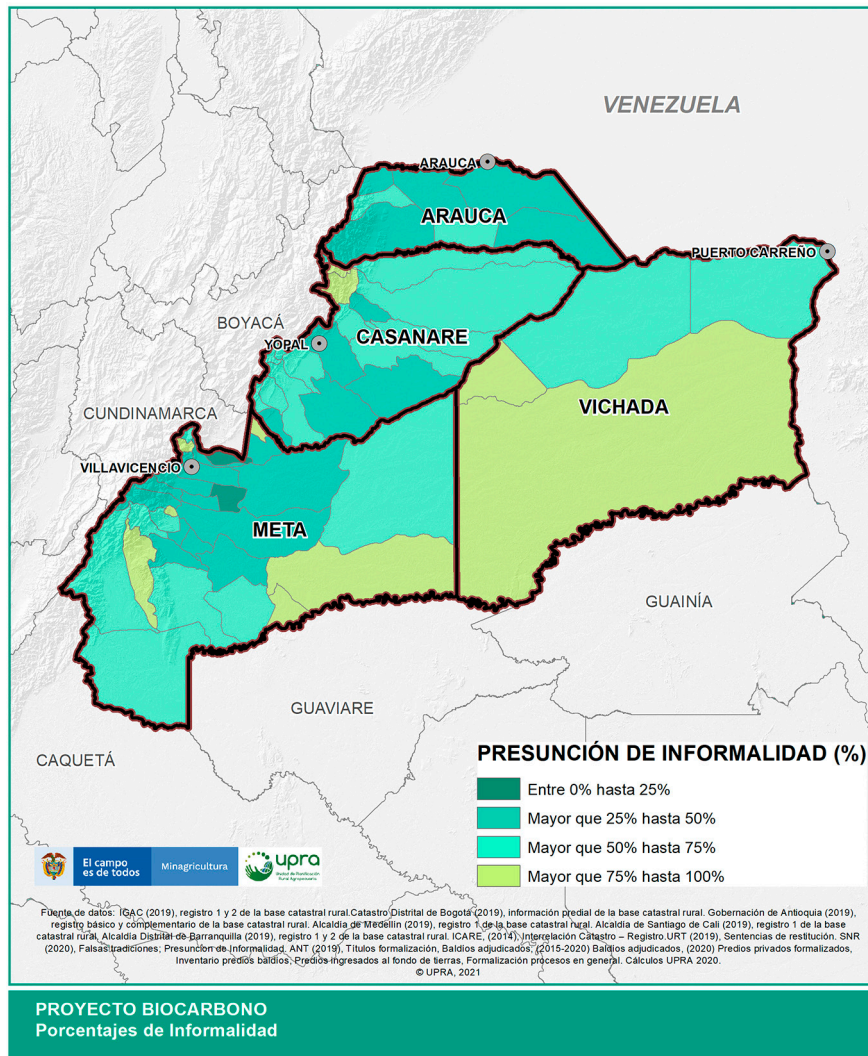 VENEZUELA
ARAUCA
ARAUCA
PUERTO CARREÑO
BOYACÁ
YOPAL
CASANARE
VICHADA
CUNDINAMARCA
VILLAVICENCIO
META
GUAINÍA
GUAVIARE
CAQUETÁ
PRESUNCIÓN DE INFORMALIDAD (%)
Entre 0% hasta 25%
Mayor que 25% hasta 50%
Mayor que 50% hasta 75%
Mayor que 75% hasta 100%
El campo
es de todos
Minagricultura
upra
Unidad de Planificación
Rural Agropecuaria
Fuente de datos: IGAC (2019), registro 1 y 2 de la base catastral rural.Catastro Distrital de Bogotá (2019), información predial de la base catastral rural. Gobernación de Antioquia (2019),
registro básico y complementario de la base catastral rural. Alcaldía de Medellín (2019), registro 1 de la base catastral rural. Alcaldía de Santiago de Cali (2019), registro 1 de la base
catastral rural, Alcaldía Distrital de Barranquilla (2019), registro 1 y 2 de la base catastral rural. ICARE, (2014), Interrelación Catastro – Registro.URT (2019), Sentencias de restitución. SNR
(2020), Falsas tradiciones; Presunción de Informalidad. ANT (2019), Títulos formalización, Baldíos adjudicados, (2015-2020) Baldíos adjudicados, (2020) Predios privados formalizados,
Inventario predios baldíos, Predios ingresados al fondo de tierras, Formalización procesos en general. Cálculos UPRA 2020.
© UPRA, 2021
PROYECTO BIOCARBONO
Porcentajes de Informalidad